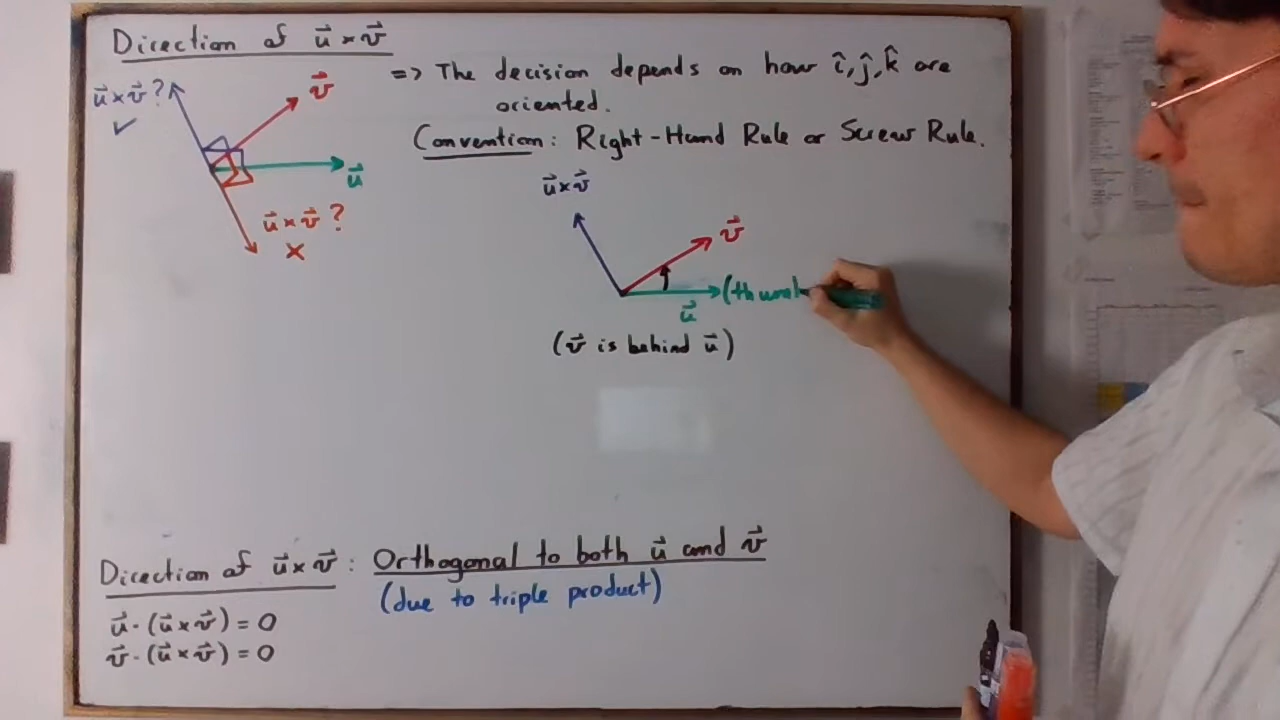 Direction of u⃗ × v⃗
=> The decision depends on how î, ĵ, k̂ are
oriented.
Convention: Right-Hand Rule or Screw Rule.
u⃗×v⃗ ?
✓
v⃗
u⃗
u⃗×v⃗ ?
×
u⃗×v⃗
v⃗
(thumb
u⃗
(v⃗ is behind u⃗)
Direction of u⃗×v⃗ : Orthogonal to both u⃗ and v⃗
(due to triple product)
u⃗ · (u⃗ × v⃗) = 0
v⃗ · (u⃗ × v⃗) = 0